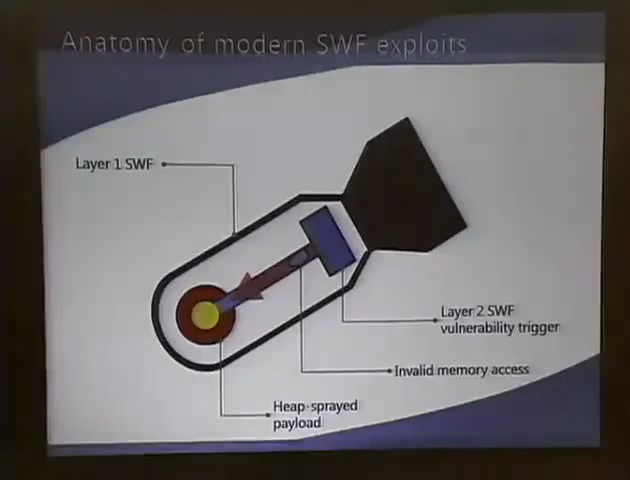 Anatomy of modern SWF exploits
Layer 1 SWF
Layer 2 SWF
vulnerability trigger
Invalid memory access
Heap-sprayed
payload